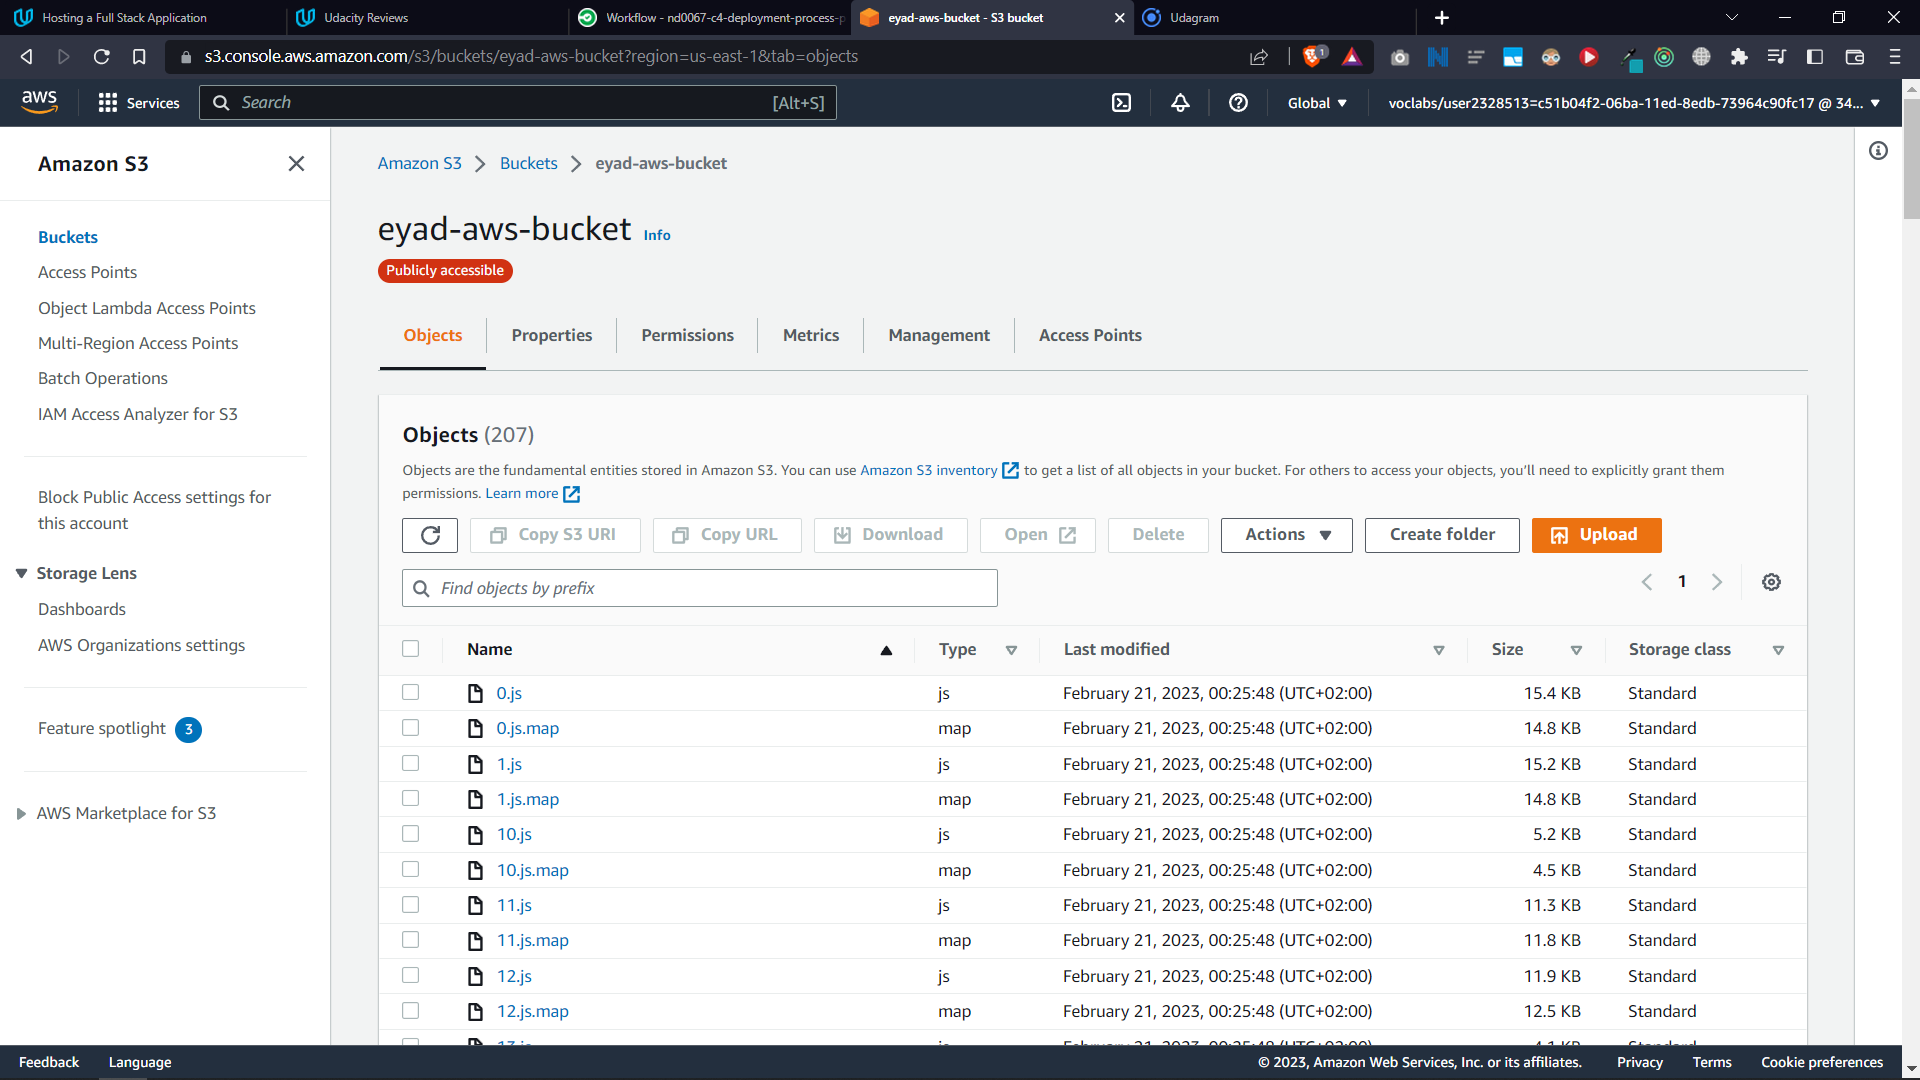 Hosting a Full Stack Application
Udacity Reviews
Workflow - nd0067-c4-deployment-process-p
eyad-aws-bucket - S3 bucket
Udagram
s3.console.aws.amazon.com/s3/buckets/eyad-aws-bucket?region=us-east-1&tab=objects
1
aws
Services
Search
[Alt+S]
Global
voclabs/user2328513=c51b04f2-06ba-11ed-8edb-73964c90fc17 @ 34...
Amazon S3
Buckets
Access Points
Object Lambda Access Points
Multi-Region Access Points
Batch Operations
IAM Access Analyzer for S3
Block Public Access settings for
this account
Storage Lens
Dashboards
AWS Organizations settings
Feature spotlight 3
AWS Marketplace for S3
Amazon S3 Buckets eyad-aws-bucket
eyad-aws-bucket Info
Publicly accessible
Objects Properties Permissions Metrics Management Access Points
Objects (207)
Objects are the fundamental entities stored in Amazon S3. You can use Amazon S3 inventory to get a list of all objects in your bucket. For others to access your objects, you'll need to explicitly grant them
permissions. Learn more
Copy S3 URI Copy URL Download Open Delete Actions Create folder Upload
Find objects by prefix
1
Name Type Last modified Size Storage class
0.js js February 21, 2023, 00:25:48 (UTC+02:00) 15.4 KB Standard
0.js.map map February 21, 2023, 00:25:48 (UTC+02:00) 14.8 KB Standard
1.js js February 21, 2023, 00:25:48 (UTC+02:00) 15.2 KB Standard
1.js.map map February 21, 2023, 00:25:48 (UTC+02:00) 14.8 KB Standard
10.js js February 21, 2023, 00:25:48 (UTC+02:00) 5.2 KB Standard
10.js.map map February 21, 2023, 00:25:48 (UTC+02:00) 4.5 KB Standard
11.js js February 21, 2023, 00:25:48 (UTC+02:00) 11.3 KB Standard
11.js.map map February 21, 2023, 00:25:48 (UTC+02:00) 11.8 KB Standard
12.js js February 21, 2023, 00:25:48 (UTC+02:00) 11.9 KB Standard
12.js.map map February 21, 2023, 00:25:48 (UTC+02:00) 12.5 KB Standard
Feedback Language
© 2023, Amazon Web Services, Inc. or its affiliates. Privacy Terms Cookie preferences